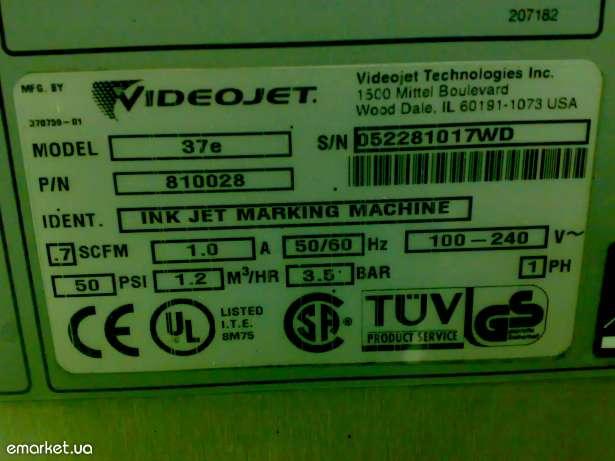 207182
MFG. BY
VIDEOJET.
Videojet Technologies Inc.
1500 Mittel Boulevard
Wood Dale, IL 60191-1073 USA
370759-01
MODEL 37e
S/N 052281017WD
P/N 810028
IDENT. INK JET MARKING MACHINE
.7 SCFM 1.0 A 50/60 Hz 100-240 V~
50 PSI 1.2 M³/HR 3.5 BAR 1 PH
CE
UL
LISTED
I.T.E.
8M75
SA
TÜV
PRODUCT SERVICE
GS
emarket.ua